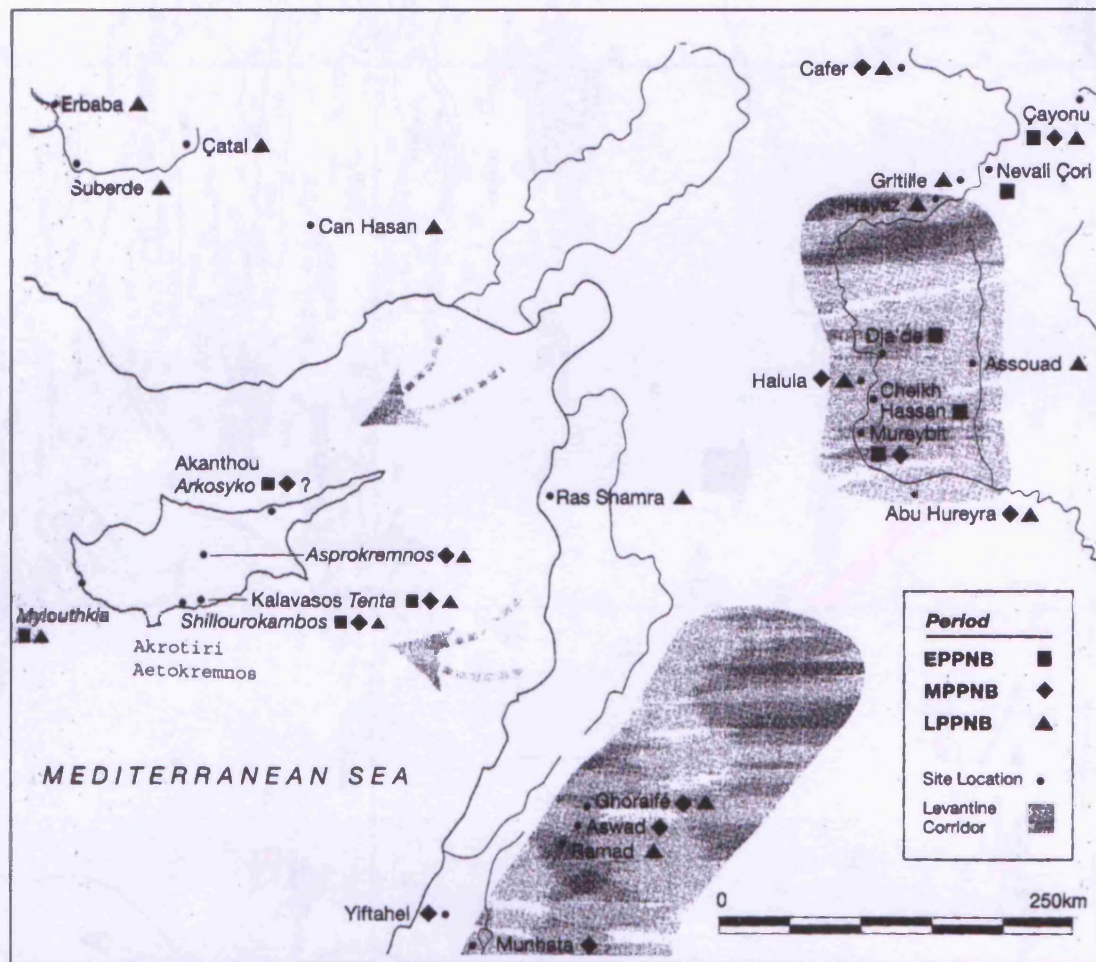 Cafer
Erbaba
Çayonu
Çatal
Nevali Çori
Gritille
Suberde
Hayaz
Can Hasan
Dja'de
Assouad
Halula
Cheikh
Hassan
Mureybit
Akanthou
Arkosyko ?
Ras Shamra
Abu Hureyra
Asprokremnos
Mylouthkia
Kalavasos Tenta
Shillourokambos
Akrotiri
Aetokremnos
Period
EPPNB
MPPNB
LPPNB
Site Location
Levantine
Corridor
MEDITERRANEAN SEA
Ghoraifé
Aswad
Ramad
0 250km
Yiftahel
Munhata